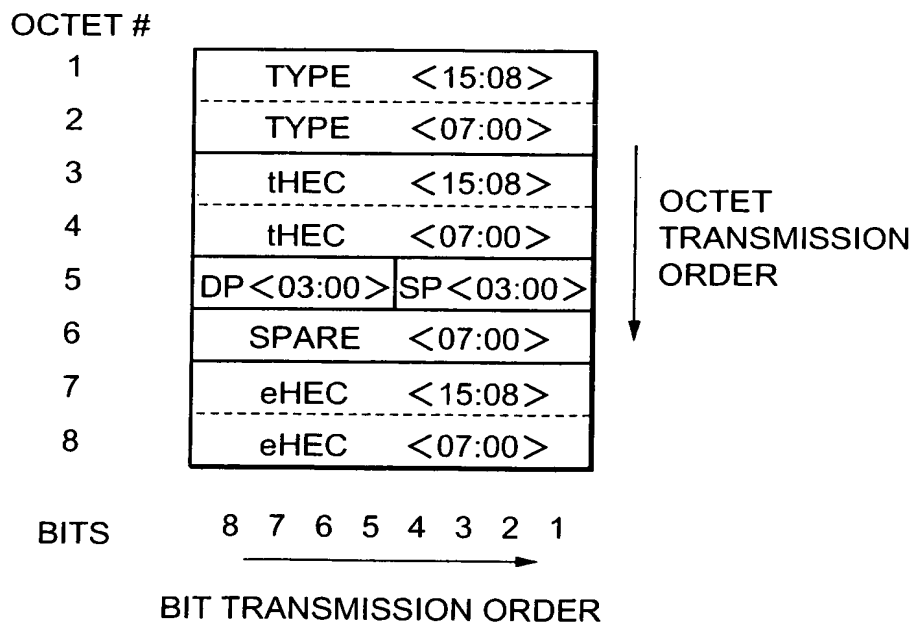 OCTET #
1 TYPE <15:08>
2 TYPE <07:00>
3 tHEC <15:08>
4 tHEC <07:00>
5 DP<03:00> SP<03:00>
6 SPARE <07:00>
7 eHEC <15:08>
8 eHEC <07:00>
OCTET
TRANSMISSION
ORDER
BITS 8 7 6 5 4 3 2 1
BIT TRANSMISSION ORDER